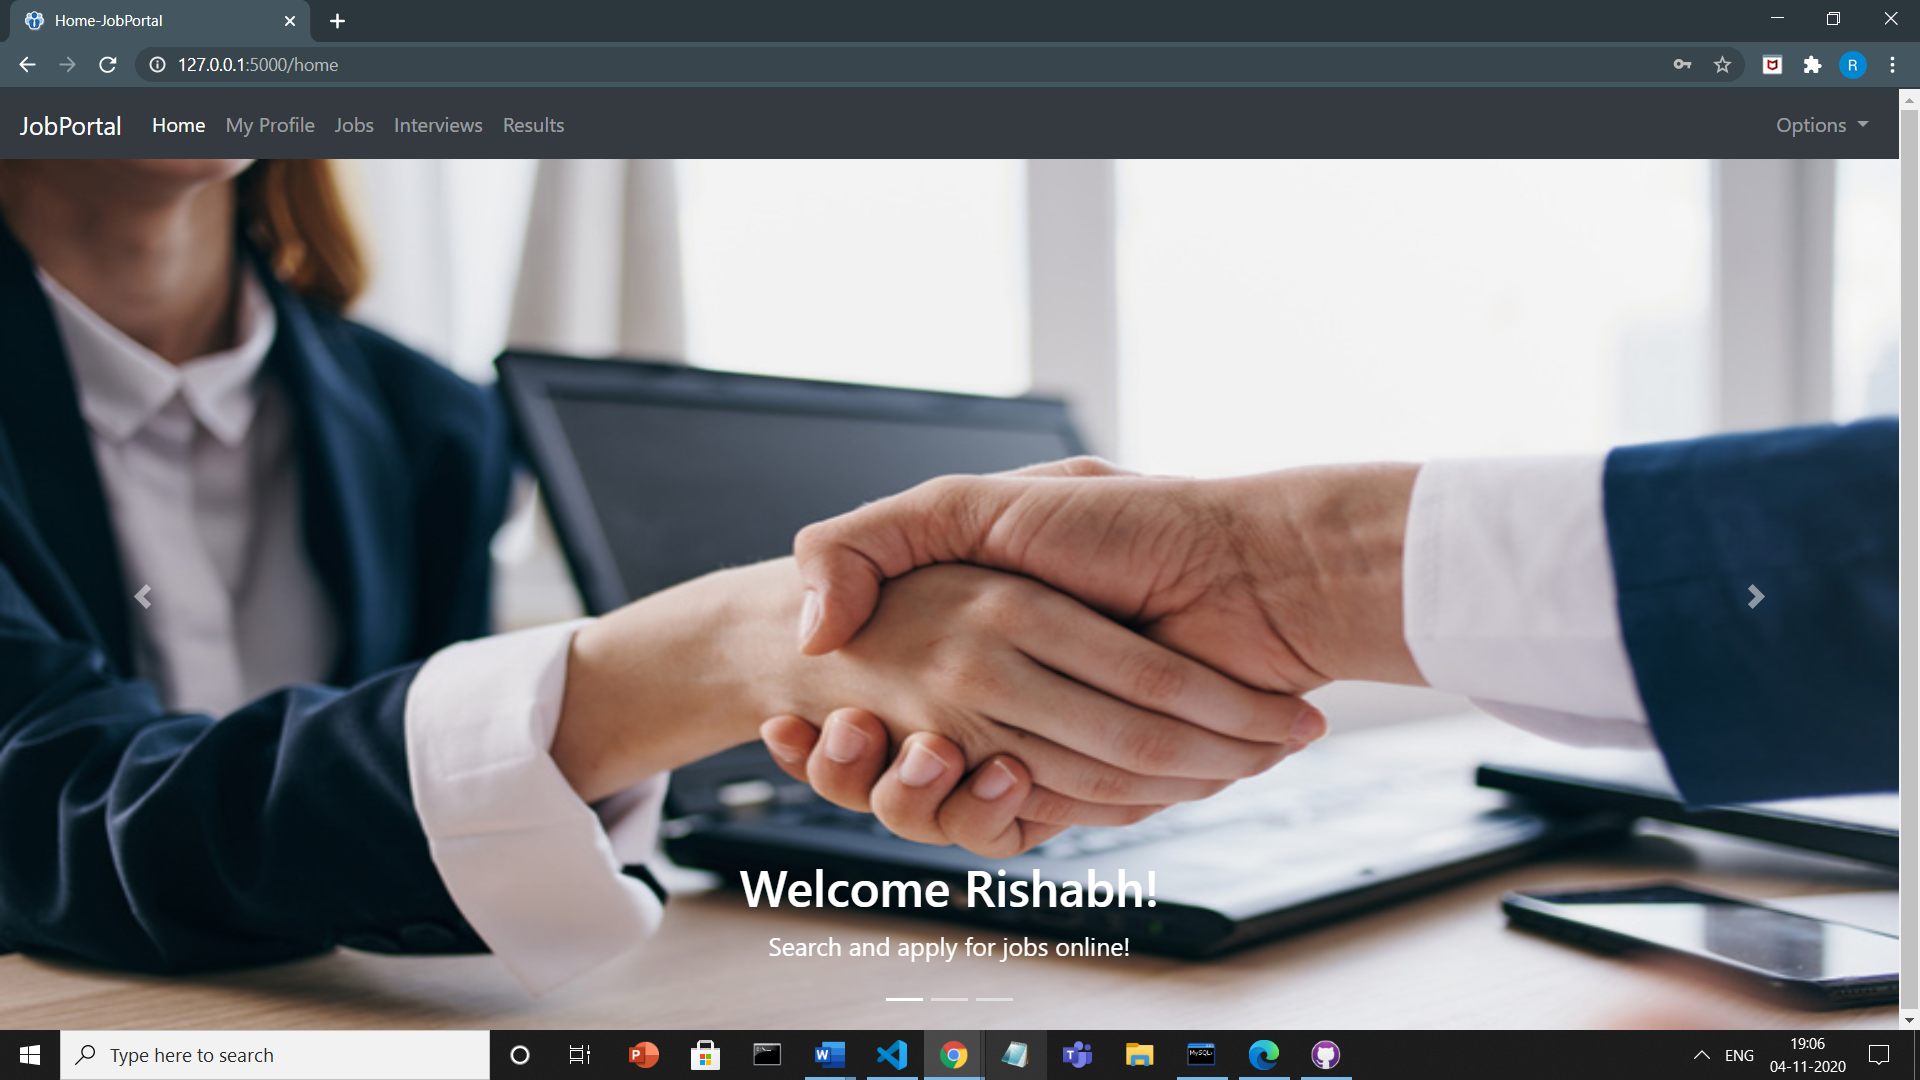 Home-JobPortal
127.0.0.1:5000/home
R
JobPortal Home My Profile Jobs Interviews Results Options
Welcome Rishabh!
Search and apply for jobs online!
Type here to search
ENG
19:06
04-11-2020